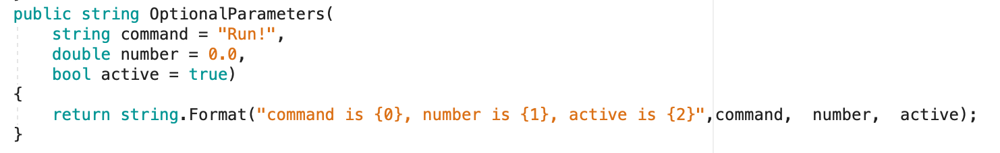 public string OptionalParameters(
    string command = "Run!",
    double number = 0.0,
    bool active = true)
{
    return string.Format("command is {0}, number is {1}, active is {2}",command,  number,  active);
}